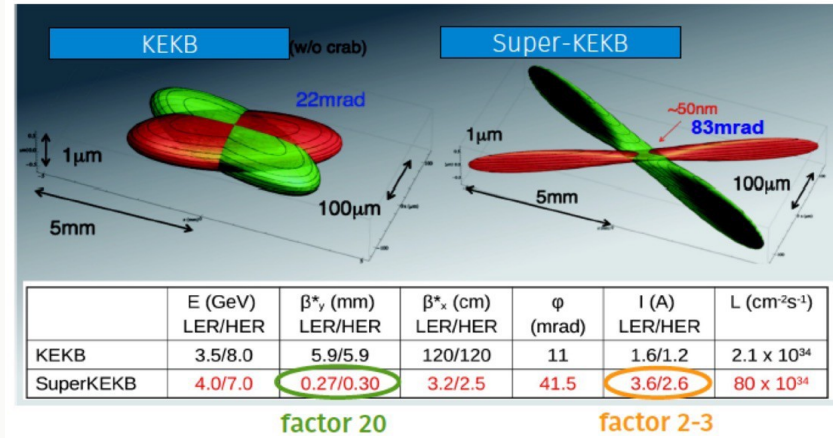 KEKB
(w/o crab)
Super-KEKB
22mrad
~50nm
83mrad
1μm
1μm
100μm
100μm
5mm
5mm
E (GeV) β*y (mm) β*x (cm) φ I (A) L (cm-2s-1)
LER/HER LER/HER LER/HER (mrad) LER/HER
KEKB 3.5/8.0 5.9/5.9 120/120 11 1.6/1.2 2.1 x 10^34
SuperKEKB 4.0/7.0 0.27/0.30 3.2/2.5 41.5 3.6/2.6 80 x 10^34
factor 20 factor 2-3